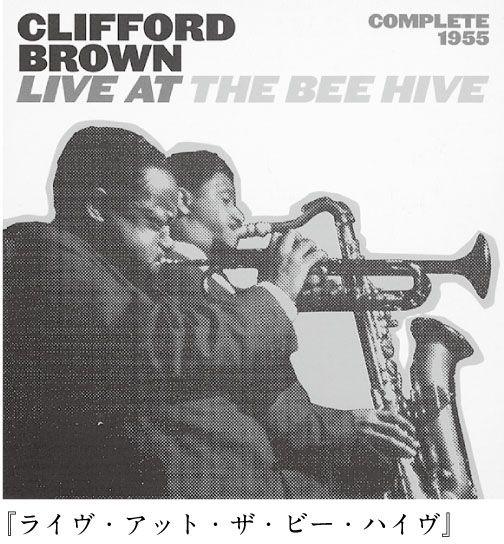 CLIFFORD
BROWN
LIVE AT THE BEE HIVE
COMPLETE
1955
『ライヴ・アット・ザ・ビー・ハイヴ』